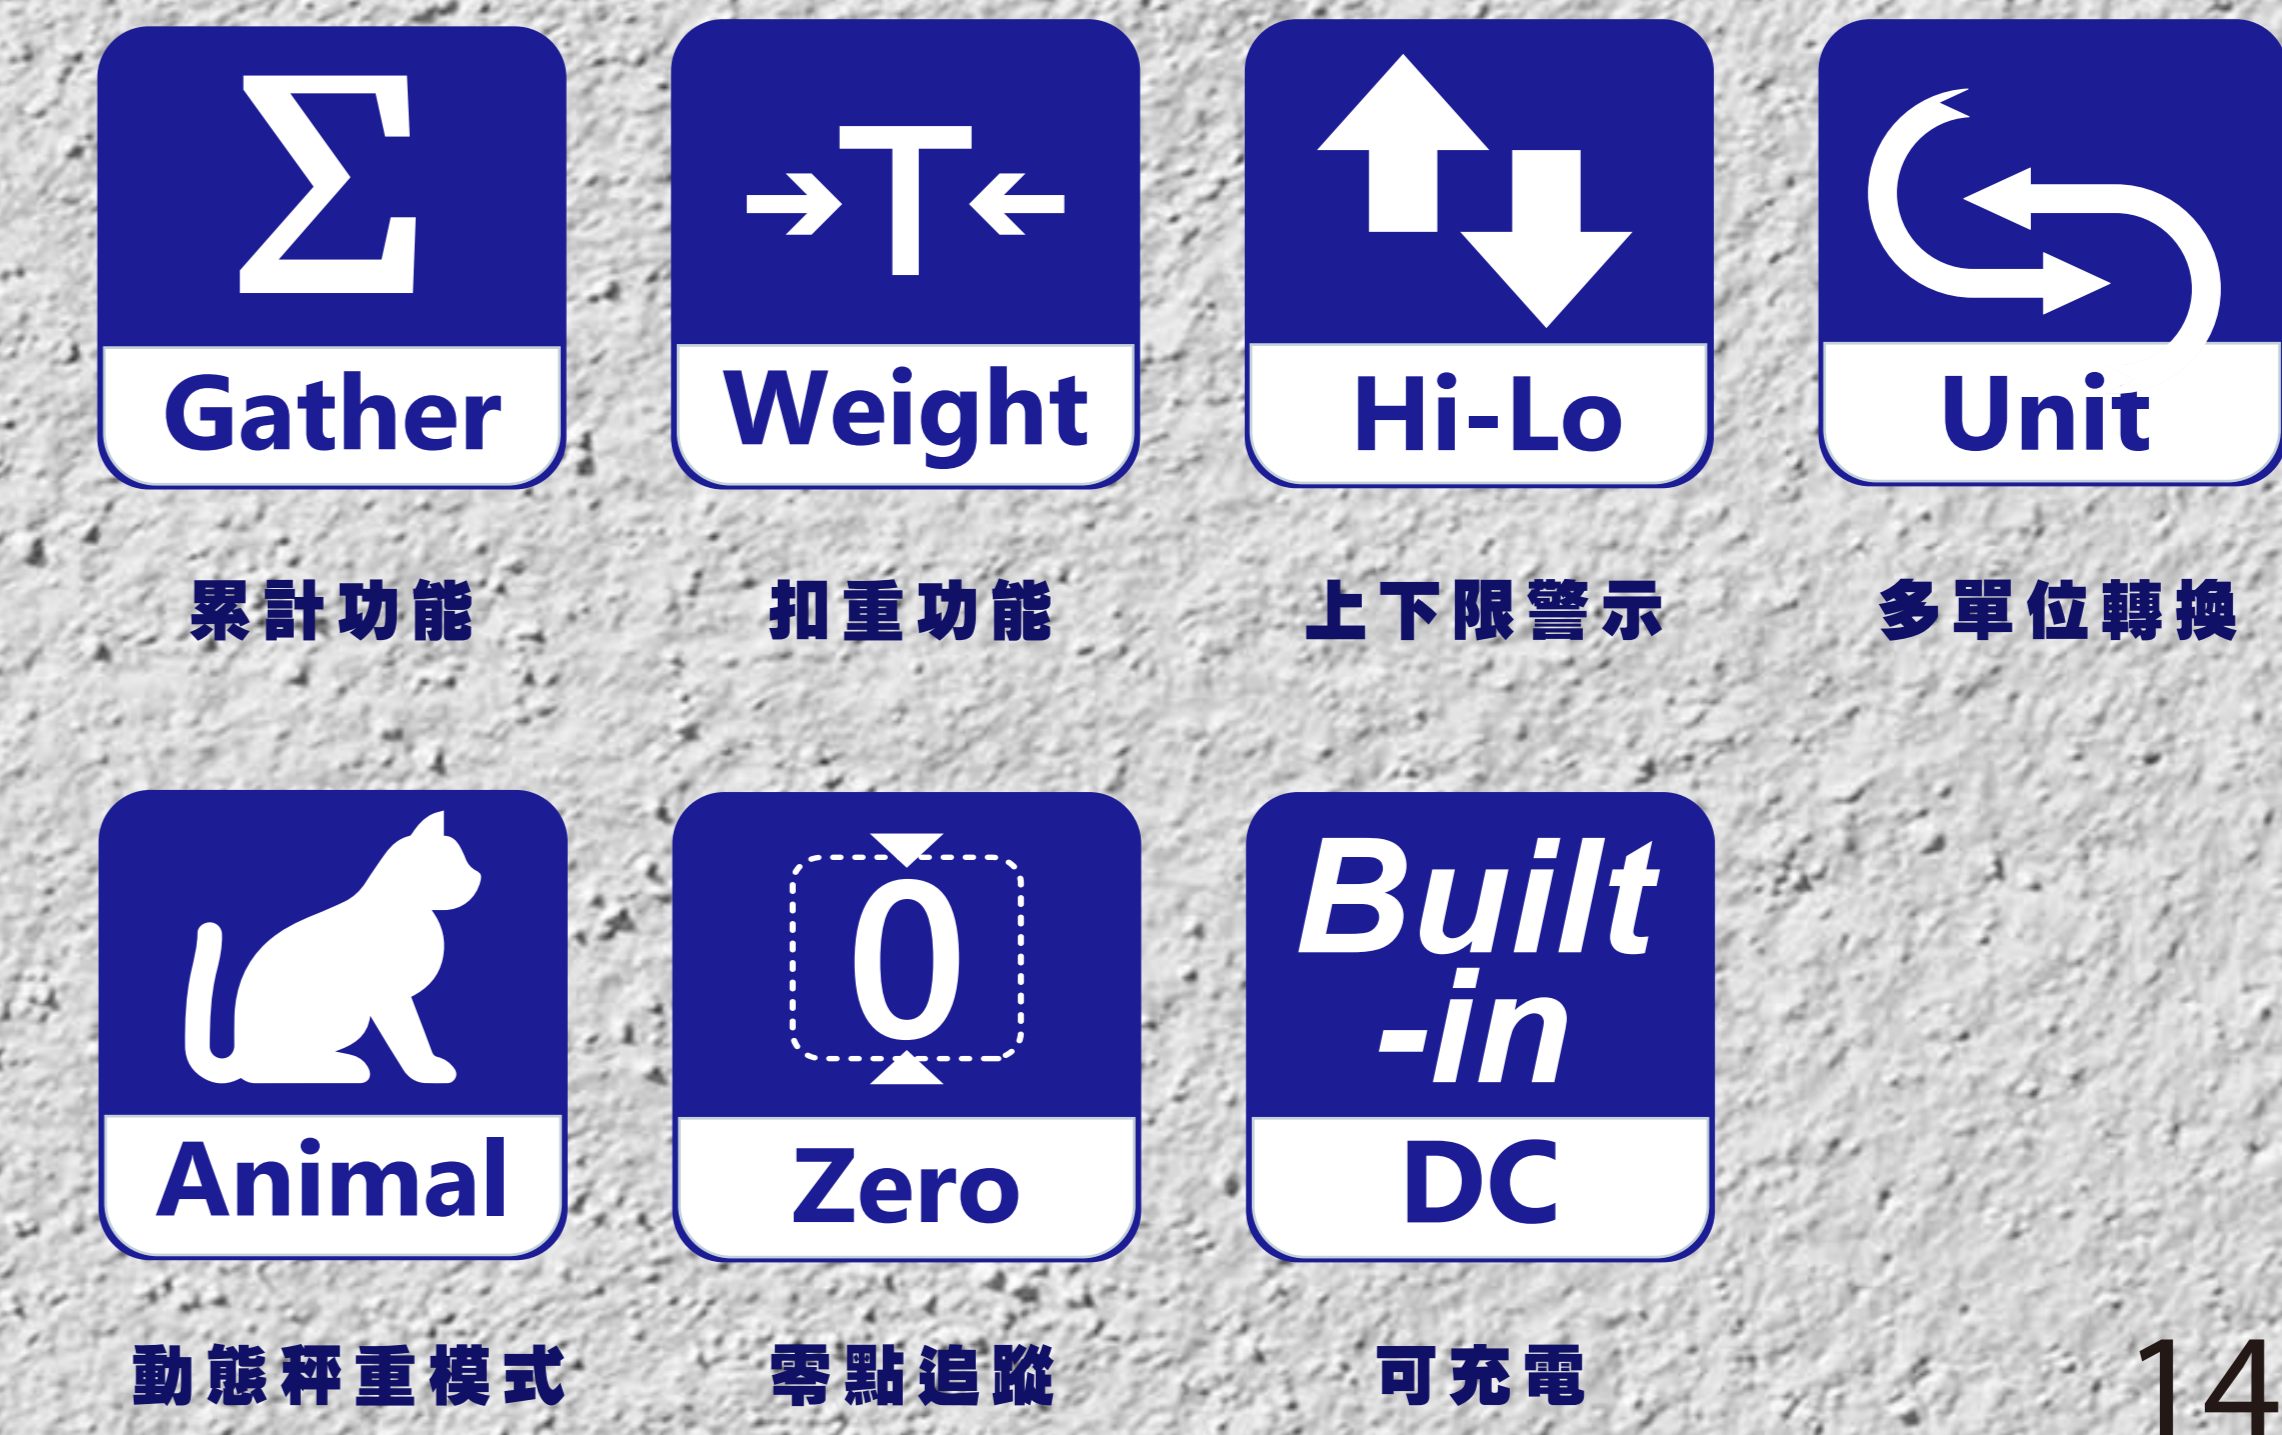 Σ
→T←
Gather
Weight
Hi-Lo
Unit
累計功能
扣重功能
上下限警示
多單位轉換
0
Built
-in
Animal
Zero
DC
動態秤重模式
零點追蹤
可充電
14